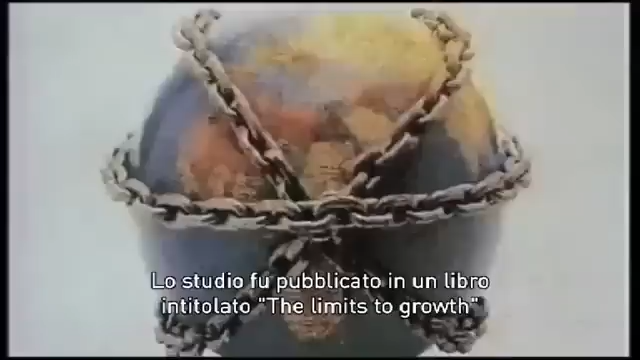 Lo studio fu pubblicato in un libro
intitolato "The limits to growth"